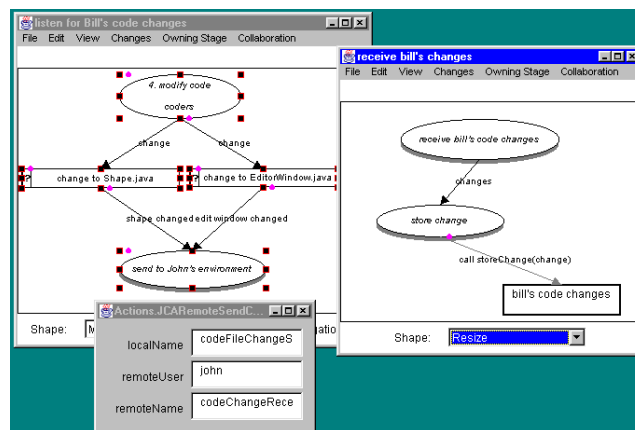 listen for Bill's code changes
File Edit View Changes Owning Stage Collaboration
4. modify code
coders
change change
? change to Shape.java ? change to EditorWindow.java
shape changed edit window changed
send to John's environment
Shape:
Actions.JCARemoteSendC...
localName codeFileChangeS
remoteUser john
remoteName codeChangeRece
receive bill's changes
File Edit View Changes Owning Stage Collaboration
receive bill's code changes
changes
store change
call storeChange(change)
bill's code changes
Shape: Resize